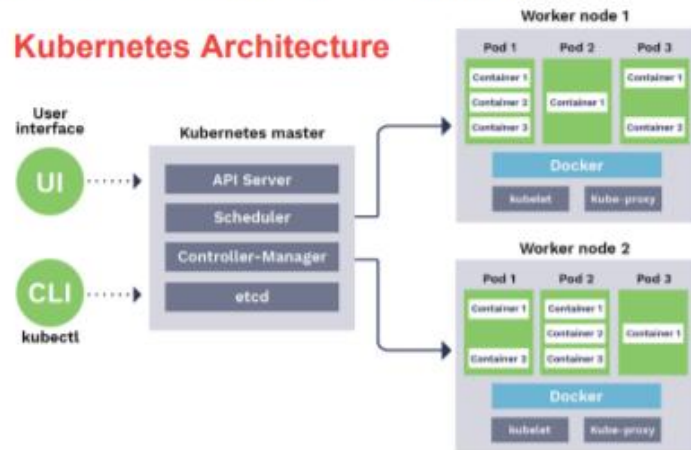 Kubernetes Architecture
User
interface
UI
CLI
kubectl
Kubernetes master
API Server
Scheduler
Controller-Manager
etcd
Worker node 1
Pod 1 Pod 2 Pod 3
Container 1
Container 2
Container 3
Container 1
Container 1
Container 2
Docker
kubelet Kube-proxy
Worker node 2
Pod 1 Pod 2 Pod 3
Container 1
Container 2
Container 1
Container 2
Container 3
Container 1
Docker
kubelet Kube-proxy